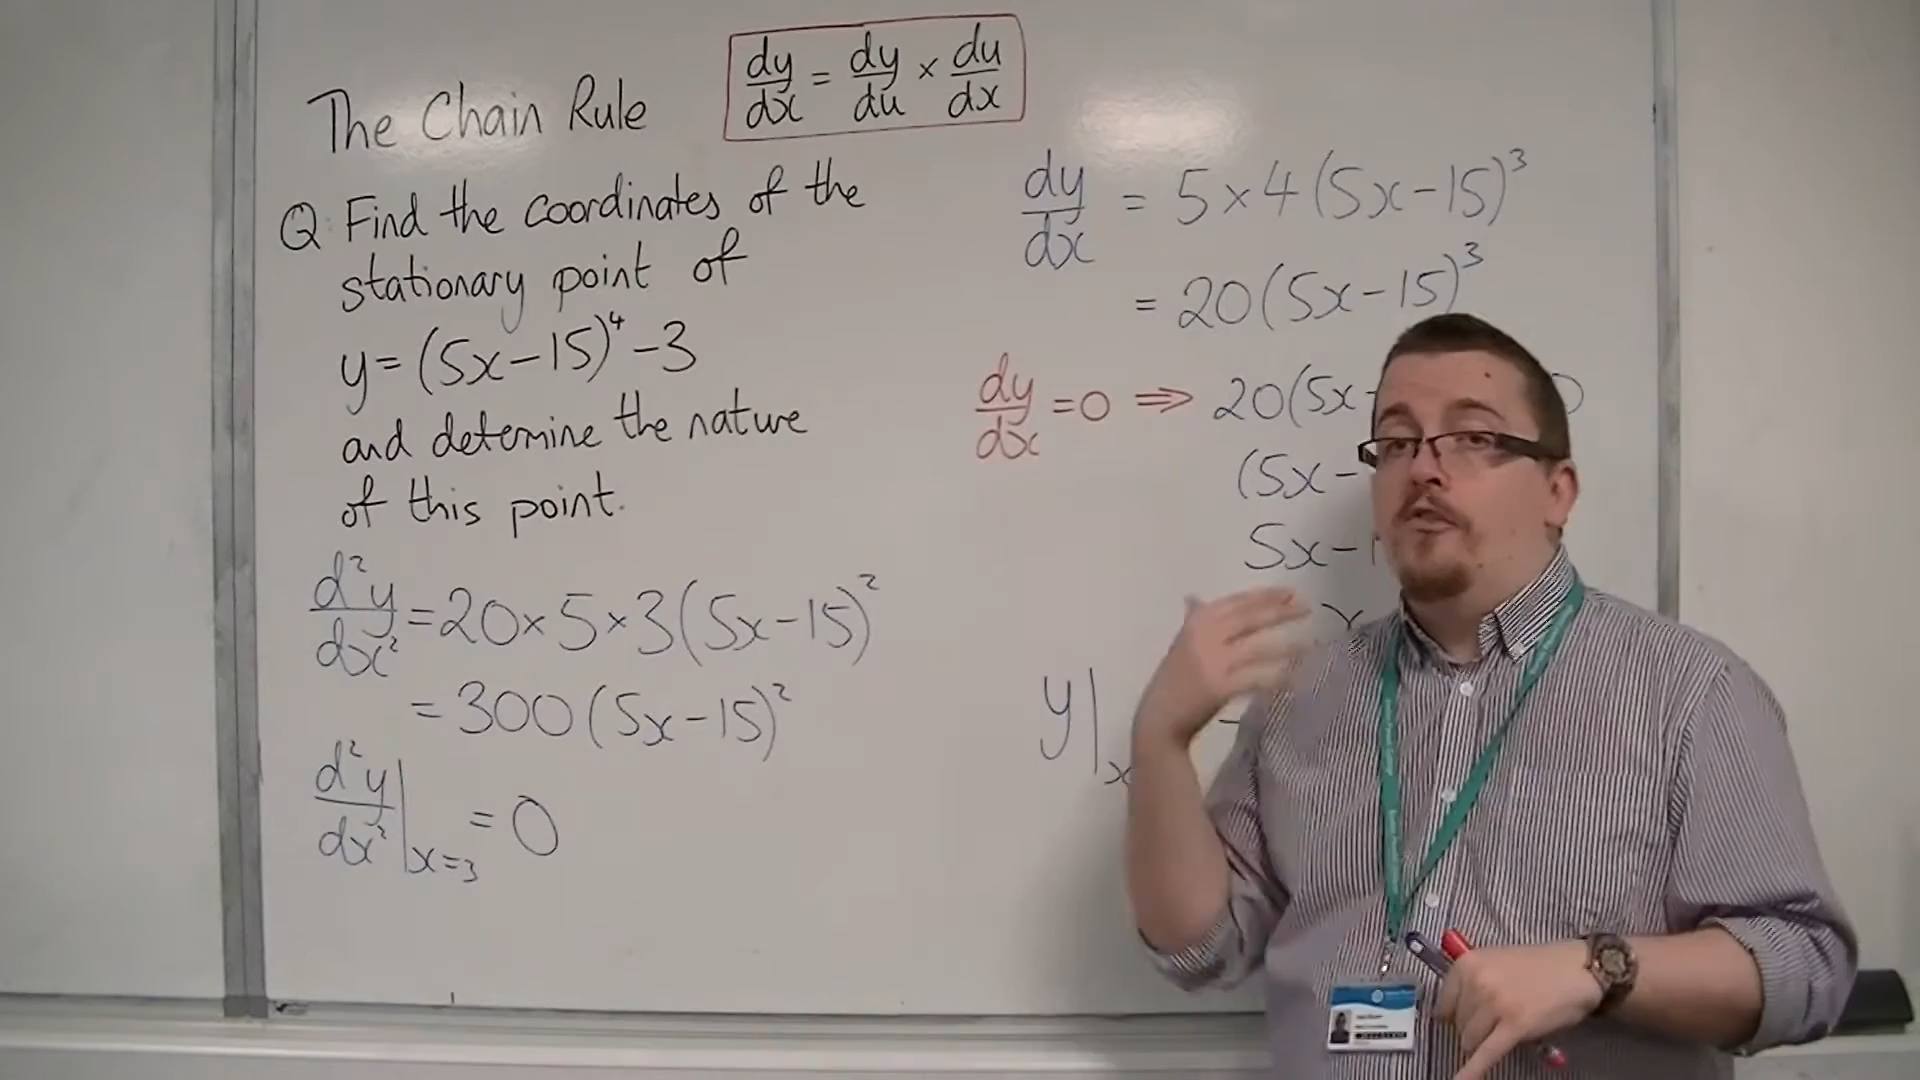 The Chain Rule
dy/dx = dy/du × du/dx
Q. Find the coordinates of the
stationary point of
y=(5x-15)⁴-3
and detemine the nature
of this point.
d²y/dx² = 20×5×3(5x-15)²
= 300(5x-15)²
d²y/dx² | x=3 = 0
dy/dx = 5×4(5x-15)³
= 20(5x-15)³
dy/dx =0 ⇒ 20(5x-
(5x-
5x-
y| x